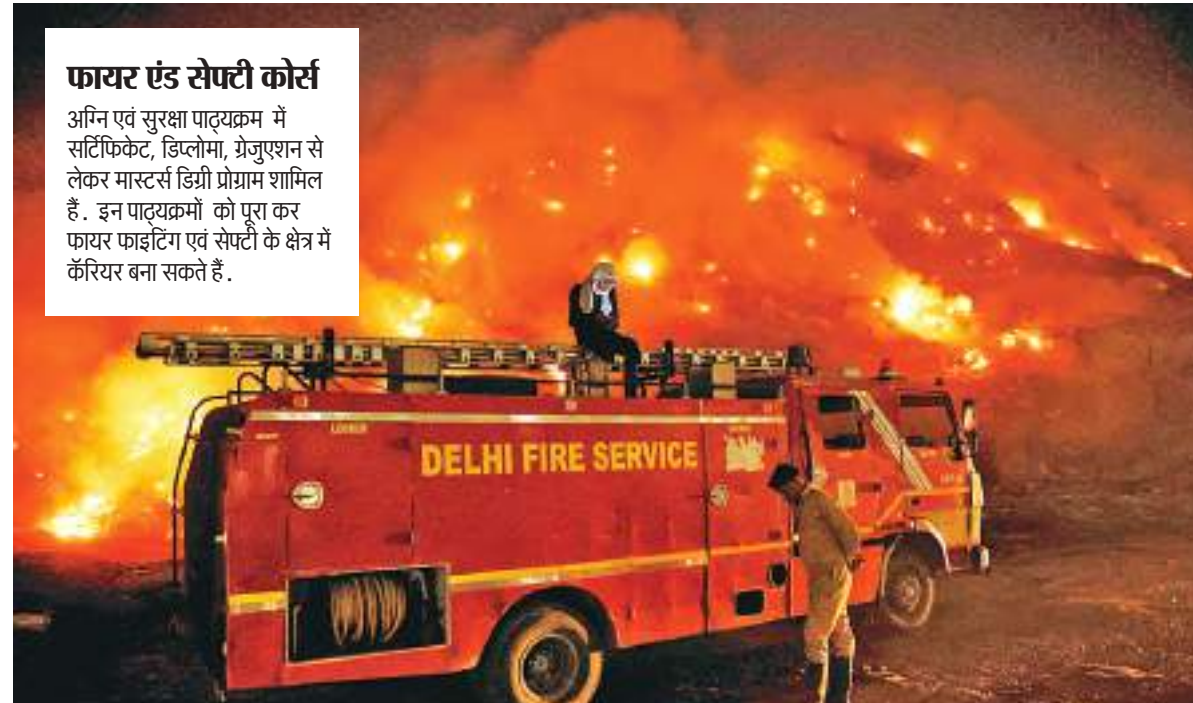 फायर एंड सेफ्टी कोर्स
अग्नि एवं सुरक्षा पाठ्यक्रम में
सर्टिफिकेट, डिप्लोमा, ग्रेजुएशन से
लेकर मास्टर्स डिग्री प्रोग्राम शामिल
हैं. इन पाठ्यक्रमों को पूरा कर
फायर फाइटिंग एवं सेफ्टी के क्षेत्र में
कॅरियर बना सकते हैं.
LOCKER
DELHI FIRE SERVICE